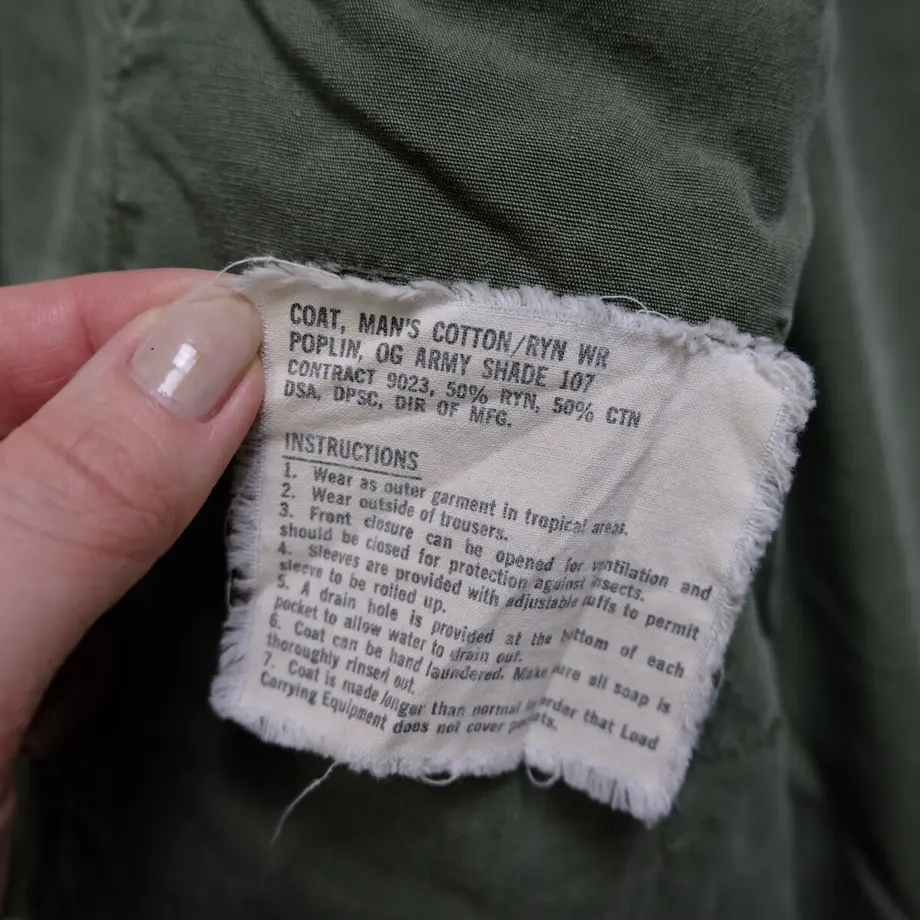 COAT, MAN'S COTTON/RYN WR
POPLIN, OG ARMY SHADE 107
CONTRACT 9023, 50% RYN, 50% CTN
DSA, DPSC, DIR OF MFG.
INSTRUCTIONS
1. Wear as outer garment in tropical areas.
2. Wear outside of trousers.
3. Front closure can be opened for ventilation and
should be closed for protection against insects.
4. Sleeves are provided with adjustable cuffs to permit
sleeve to be rolled up.
5. A drain hole is provided at the bottom of each
pocket to allow water to drain out.
6. Coat can be hand laundered. Make sure all soap is
thoroughly rinsed out.
7. Coat is made longer than normal in order that Load
Carrying Equipment does not cover pockets.